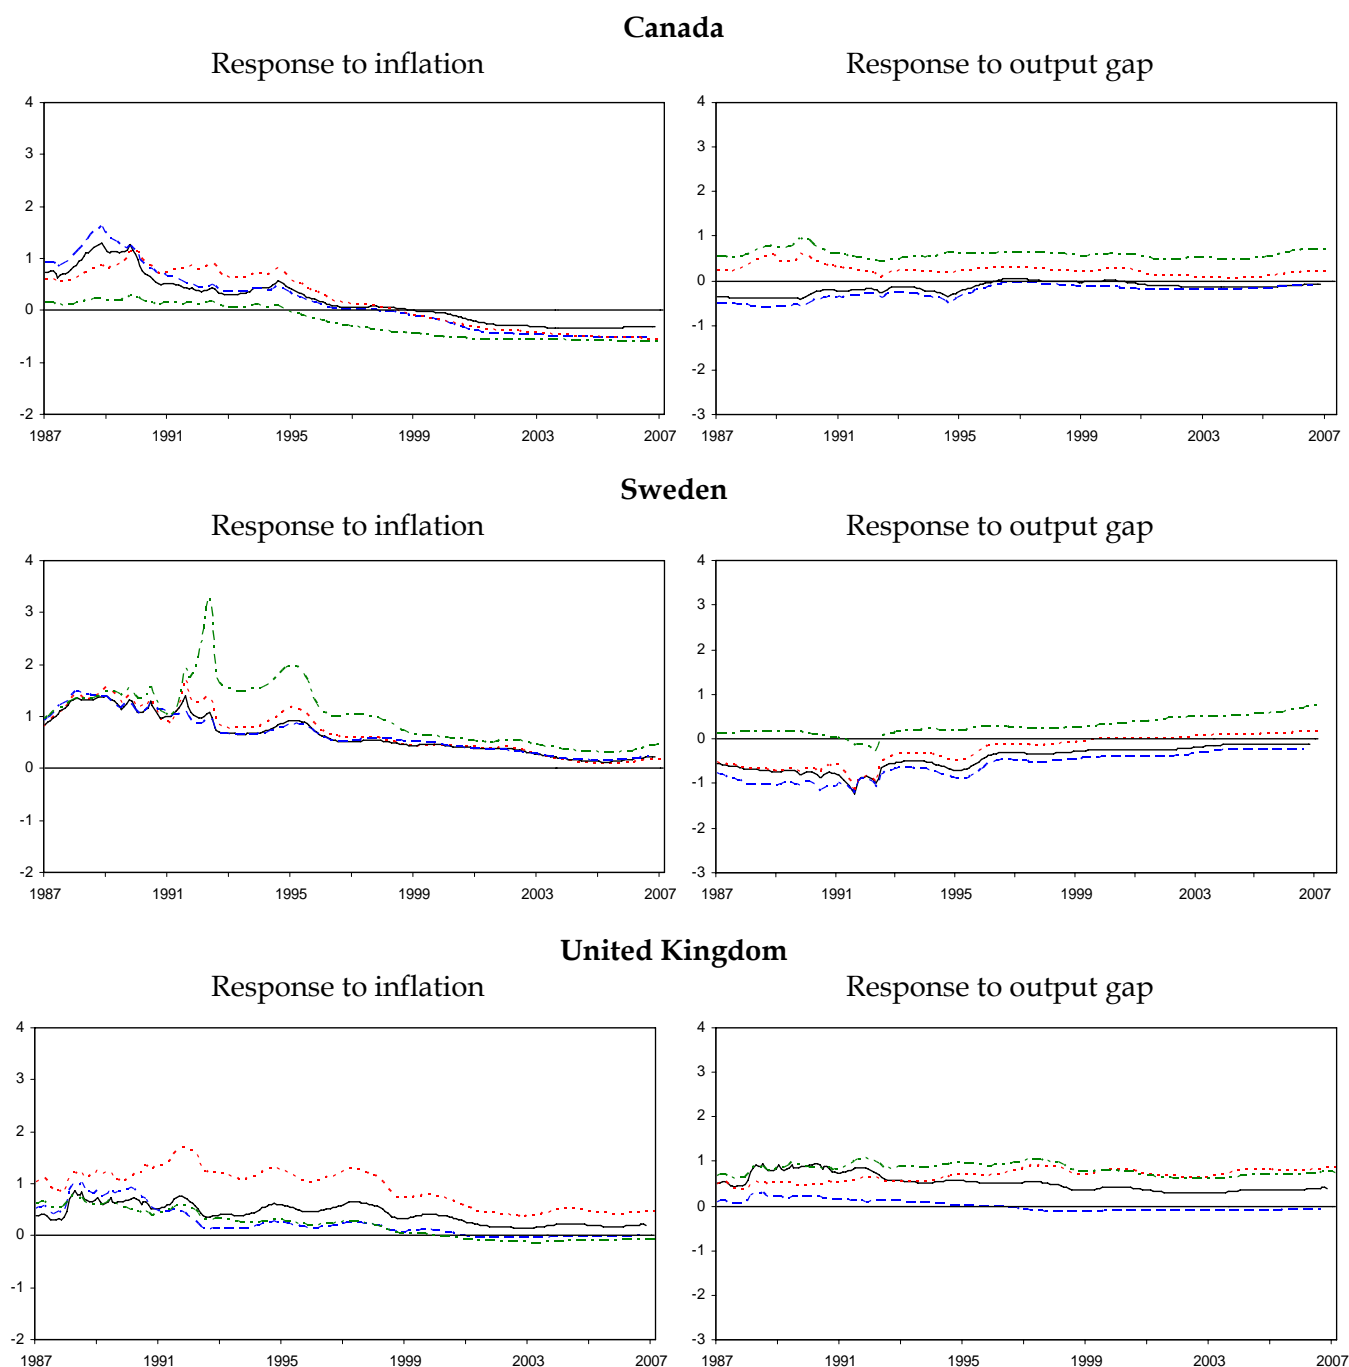 Canada
Response to inflation Response to output gap
4 4
3 3
2 2
1 1
0 0
-1 -1
-2 -2
-3
1987 1991 1995 1999 2003 2007 1987 1991 1995 1999 2003 2007
Sweden
Response to inflation Response to output gap
4 4
3 3
2 2
1 1
0 0
-1 -1
-2 -2
-3
1987 1991 1995 1999 2003 2007 1987 1991 1995 1999 2003 2007
United Kingdom
Response to inflation Response to output gap
4 4
3 3
2 2
1 1
0 0
-1 -1
-2 -2
-3
1987 1991 1995 1999 2003 2007 1987 1991 1995 1999 2003 2007